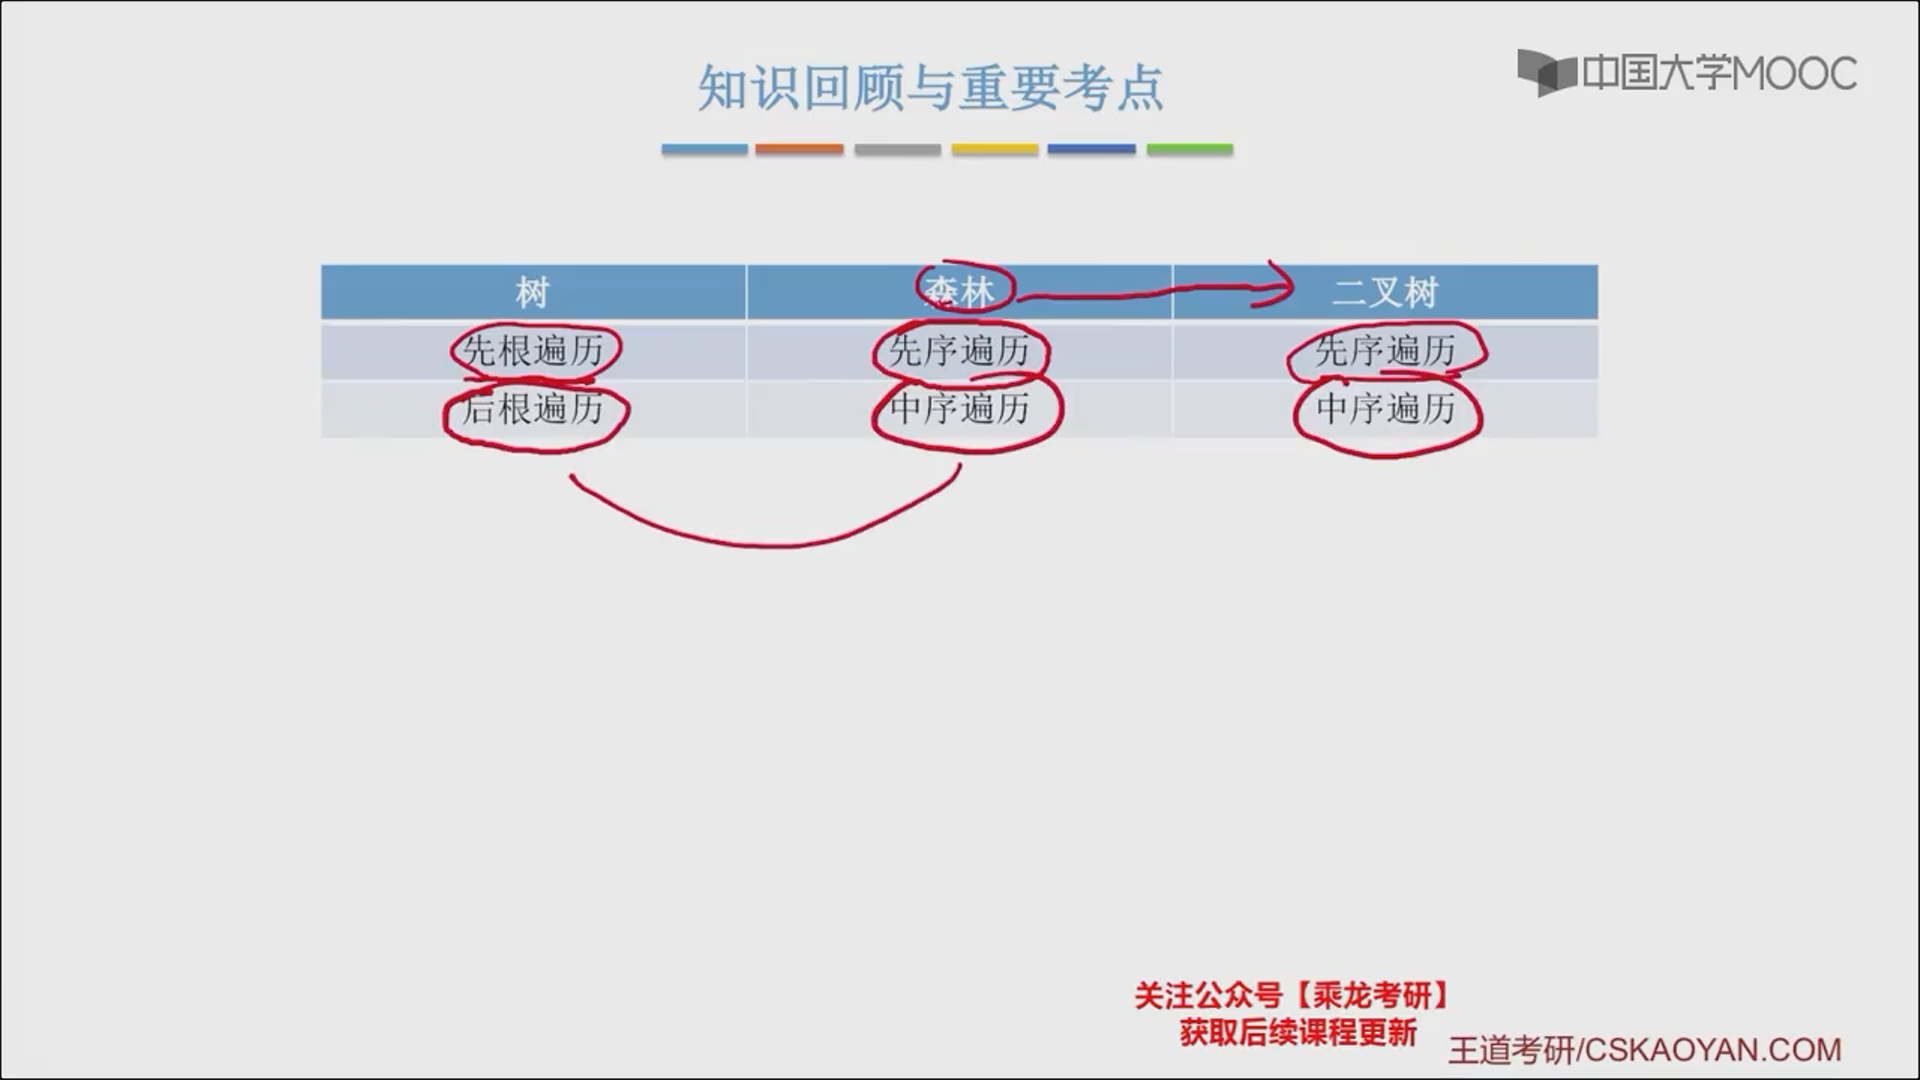 知识回顾与重要考点
中国大学MOOC
树 森林 二叉树
先根遍历 先序遍历 先序遍历
后根遍历 中序遍历 中序遍历
关注公众号【乘龙考研】
获取后续课程更新
王道考研/CSKAOYAN.COM